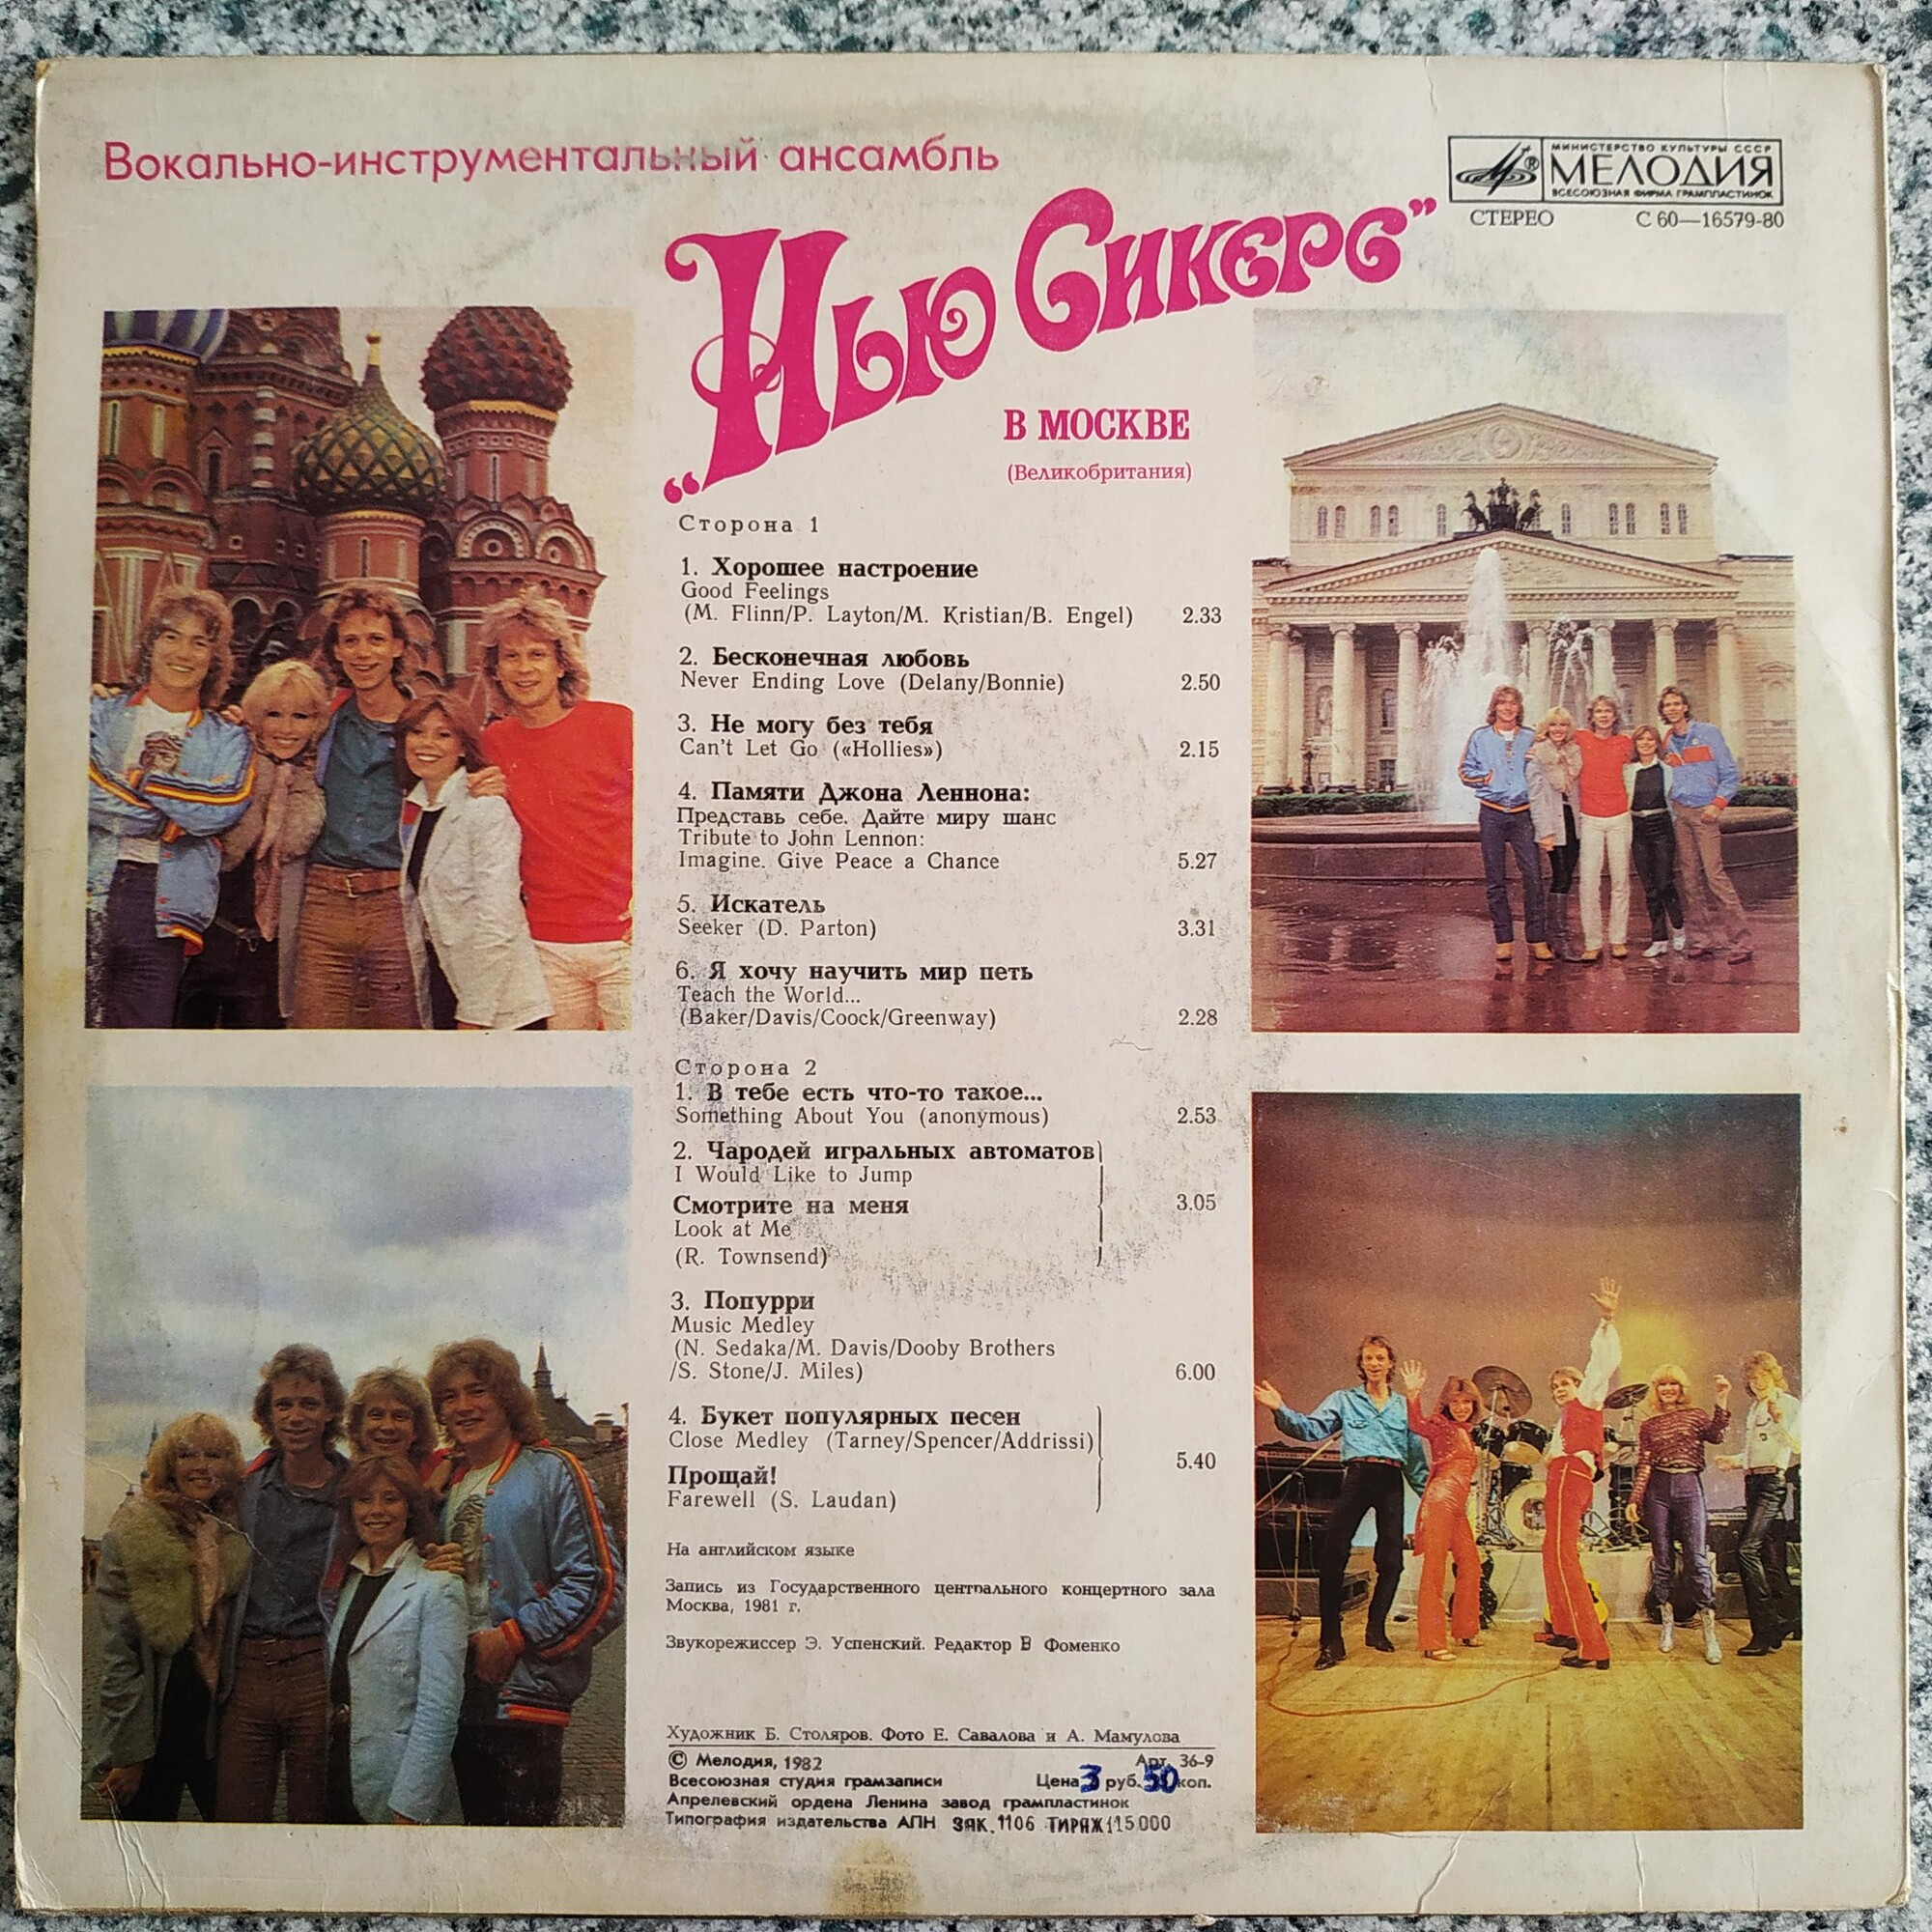 Вокально-инструментальный ансамбль
МИНИСТЕРСТВО КУЛЬТУРЫ СССР
МЕЛОДИЯ
ВСЕСОЮЗНАЯ ФИРМА ГРАМПЛАСТИНОК
СТЕРЕО С 60—16579-80
„Нью Сикерс”
В МОСКВЕ
(Великобритания)
Сторона 1
1. Хорошее настроение
Good Feelings
(M. Flinn/P. Layton/M. Kristian/B. Engel) 2.33
2. Бесконечная любовь
Never Ending Love (Delany/Bonnie) 2.50
3. Не могу без тебя
Can't Let Go («Hollies») 2.15
4. Памяти Джона Леннона:
Представь себе. Дайте миру шанс
Tribute to John Lennon:
Imagine. Give Peace a Chance 5.27
5. Искатель
Seeker (D. Parton) 3.31
6. Я хочу научить мир петь
Teach the World...
(Baker/Davis/Coock/Greenway) 2.28
Сторона 2
1. В тебе есть что-то такое...
Something About You (anonymous) 2.53
2. Чародей игральных автоматов
I Would Like to Jump
Смотрите на меня 3.05
Look at Me
(R. Townsend)
3. Попурри
Music Medley
(N. Sedaka/M. Davis/Dooby Brothers
/S. Stone/J. Miles) 6.00
4. Букет популярных песен
Close Medley (Tarney/Spencer/Addrissi)
5.40
Прощай!
Farewell (S. Laudan)
На английском языке
Запись из Государственного центрального концертного зала
Москва, 1981 г.
Звукорежиссер Э. Успенский. Редактор В Фоменко
Художник Б. Столяров. Фото Е. Савалова и А. Мамулова
© Мелодия, 1982 Арт. 36-9
Всесоюзная студия грамзаписи Цена 3 руб. 50 коп.
Апрелевский ордена Ленина завод грампластинок
Типография издательства АПН ЗАК. 1106 ТИРАЖ 115000